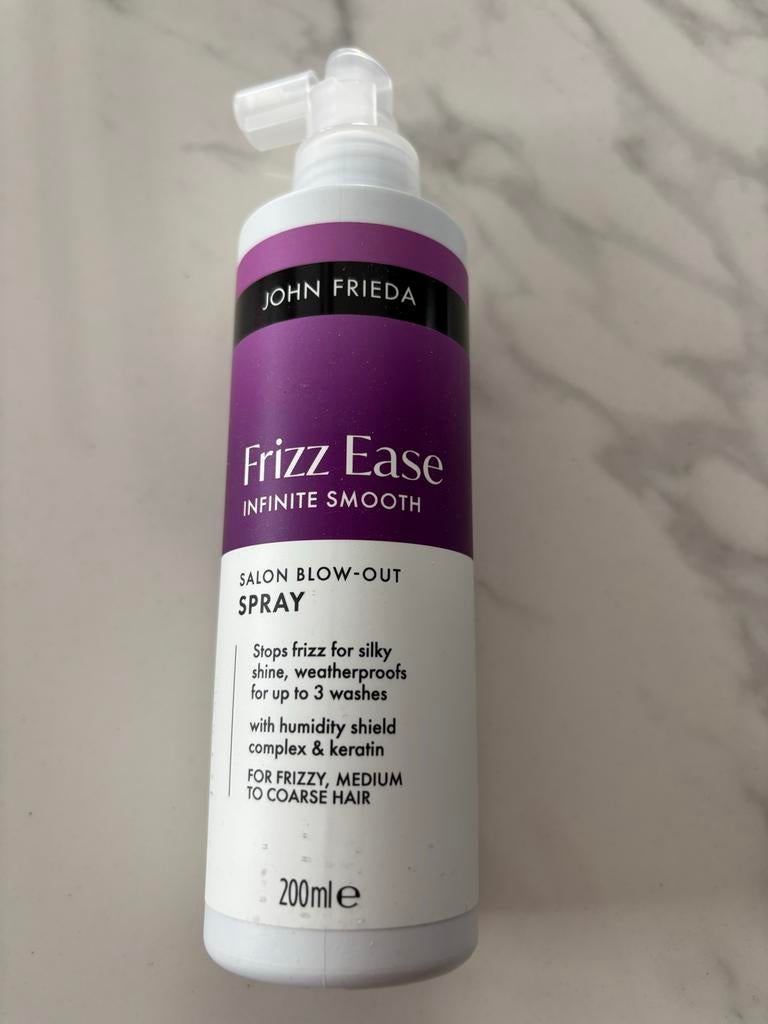 JOHN FRIEDA
Frizz Ease
INFINITE SMOOTH
SALON BLOW-OUT
SPRAY
Stops frizz for silky
shine, weatherproofs
for up to 3 washes
with humidity shield
complex & keratin
FOR FRIZZY, MEDIUM
TO COARSE HAIR
200ml ℮